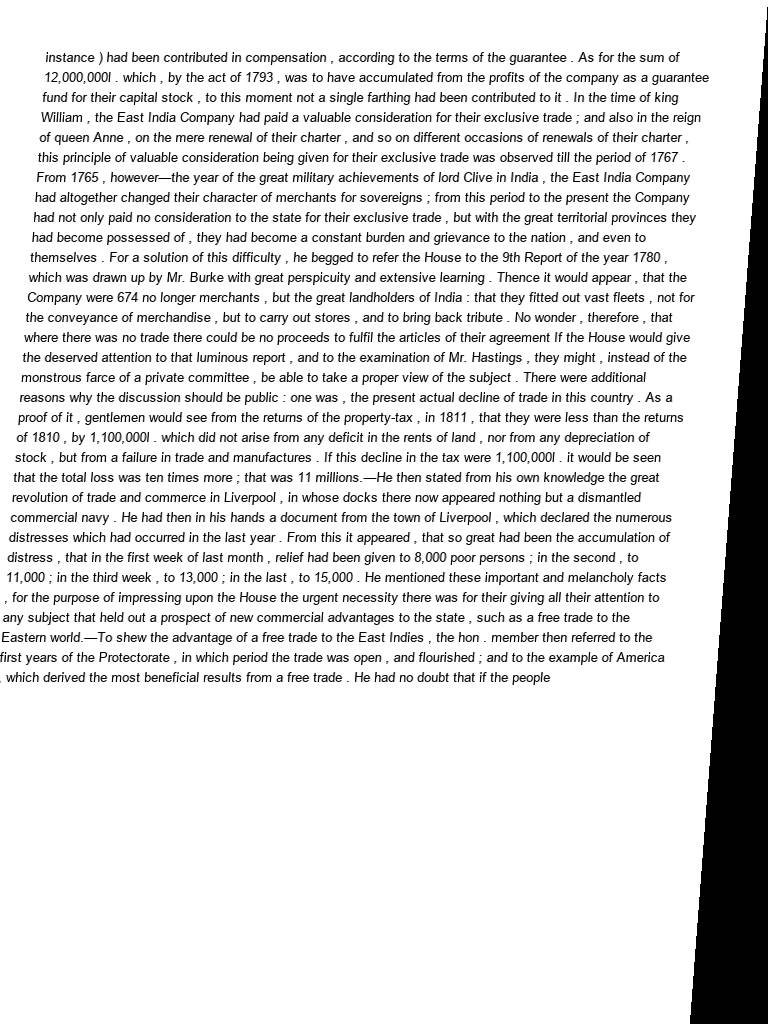 instance ) had been contributed in compensation , according to the terms of the guarantee . As for the sum of
12,000,000l . which , by the act of 1793 , was to have accumulated from the profits of the company as a guarantee
fund for their capital stock , to this moment not a single farthing had been contributed to it . In the time of king
William , the East India Company had paid a valuable consideration for their exclusive trade ; and also in the reign
of queen Anne , on the mere renewal of their charter , and so on different occasions of renewals of their charter ,
this principle of valuable consideration being given for their exclusive trade was observed till the period of 1767 .
From 1765 , however—the year of the great military achievements of lord Clive in India , the East India Company
had altogether changed their character of merchants for sovereigns ; from this period to the present the Company
had not only paid no consideration to the state for their exclusive trade , but with the great territorial provinces they
had become possessed of , they had become a constant burden and grievance to the nation , and even to
themselves . For a solution of this difficulty , he begged to refer the House to the 9th Report of the year 1780 ,
which was drawn up by Mr. Burke with great perspicuity and extensive learning . Thence it would appear , that the
Company were 674 no longer merchants , but the great landholders of India : that they fitted out vast fleets , not for
the conveyance of merchandise , but to carry out stores , and to bring back tribute . No wonder , therefore , that
where there was no trade there could be no proceeds to fulfil the articles of their agreement If the House would give
the deserved attention to that luminous report , and to the examination of Mr. Hastings , they might , instead of the
monstrous farce of a private committee , be able to take a proper view of the subject . There were additional
reasons why the discussion should be public : one was , the present actual decline of trade in this country . As a
proof of it , gentlemen would see from the returns of the property-tax , in 1811 , that they were less than the returns
of 1810 , by 1,100,000l . which did not arise from any deficit in the rents of land , nor from any depreciation of
stock , but from a failure in trade and manufactures . If this decline in the tax were 1,100,000l . it would be seen
that the total loss was ten times more ; that was 11 millions.—He then stated from his own knowledge the great
revolution of trade and commerce in Liverpool , in whose docks there now appeared nothing but a dismantled
commercial navy . He had then in his hands a document from the town of Liverpool , which declared the numerous
distresses which had occurred in the last year . From this it appeared , that so great had been the accumulation of
distress , that in the first week of last month , relief had been given to 8,000 poor persons ; in the second , to
11,000 ; in the third week , to 13,000 ; in the last , to 15,000 . He mentioned these important and melancholy facts
, for the purpose of impressing upon the House the urgent necessity there was for their giving all their attention to
any subject that held out a prospect of new commercial advantages to the state , such as a free trade to the
Eastern world.—To shew the advantage of a free trade to the East Indies , the hon . member then referred to the
first years of the Protectorate , in which period the trade was open , and flourished ; and to the example of America
, which derived the most beneficial results from a free trade . He had no doubt that if the people